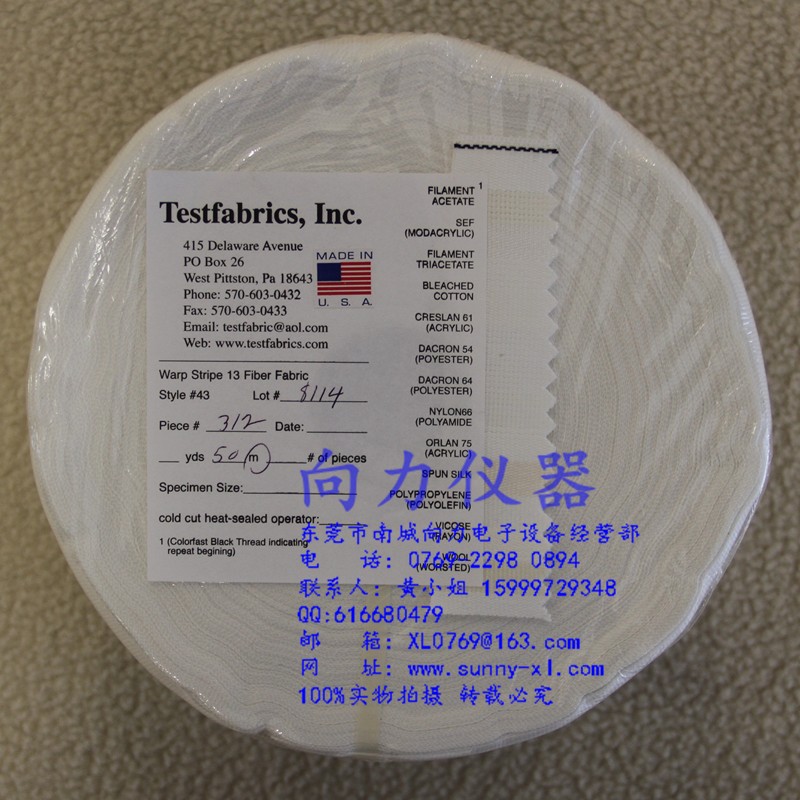 Testfabrics, Inc.
415 Delaware Avenue
PO Box 26
West Pittston, Pa 18643
Phone: 570-603-0432
Fax: 570-603-0433
Email: testfabric@aol.com
Web: www.testfabrics.com
MADE IN
U. S. A.
Warp Stripe 13 Fiber Fabric
Style #43 Lot # 8114
Piece # 312 Date:
yds 50 m # of pieces
Specimen Size:
cold cut heat-sealed operator:
1 (Colorfast Black Thread indicating
repeat begining)
FILAMENT 1
ACETATE
SEF
(MODACRYLIC)
FILAMENT
TRIACETATE
BLEACHED
COTTON
CRESLAN 61
(ACRYLIC)
DACRON 54
(POYESTER)
DACRON 64
(POLYESTER)
NYLON66
(POLYAMIDE
ORLAN 75
(ACRYLIC)
SPUN SILK
POLYPROPYLENE
(POLYOLEFIN)
VICOSE
(RAYON)
WOOL
(WORSTED)
向力仪器
东莞市南城向力电子设备经营部
电 话: 0769-2298 0894
联系人: 黄小姐 15999729348
QQ:616680479
邮 箱: XL0769@163.com
网 址: www.sunny-xl.com
100%实物拍摄 转载必究